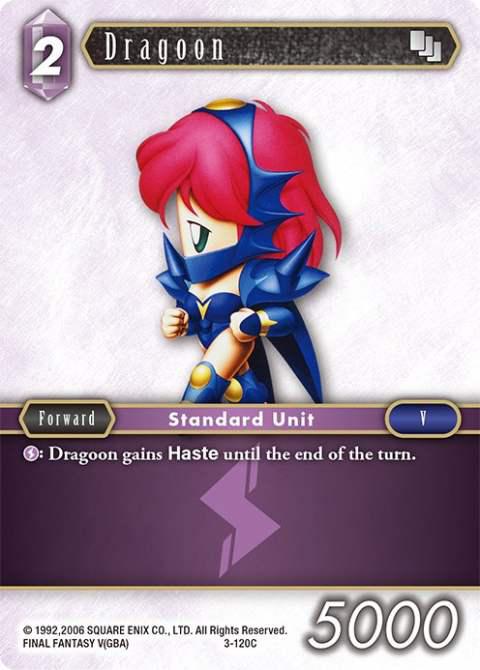 2
Dragoon
Forward
Standard Unit
V
: Dragoon gains Haste until the end of the turn.
© 1992,2006 SQUARE ENIX CO., LTD. All Rights Reserved.
FINAL FANTASY V(GBA)
3-120C
5000